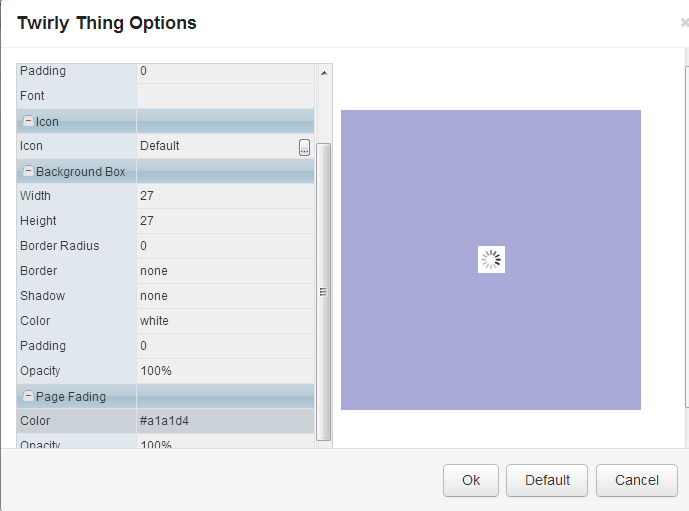 Twirly Thing Options
Padding 0
Font
Icon
Icon Default ...
Background Box
Width 27
Height 27
Border Radius 0
Border none
Shadow none
Color white
Padding 0
Opacity 100%
Page Fading
Color #a1a1d4
Opacity 100%
Ok Default Cancel